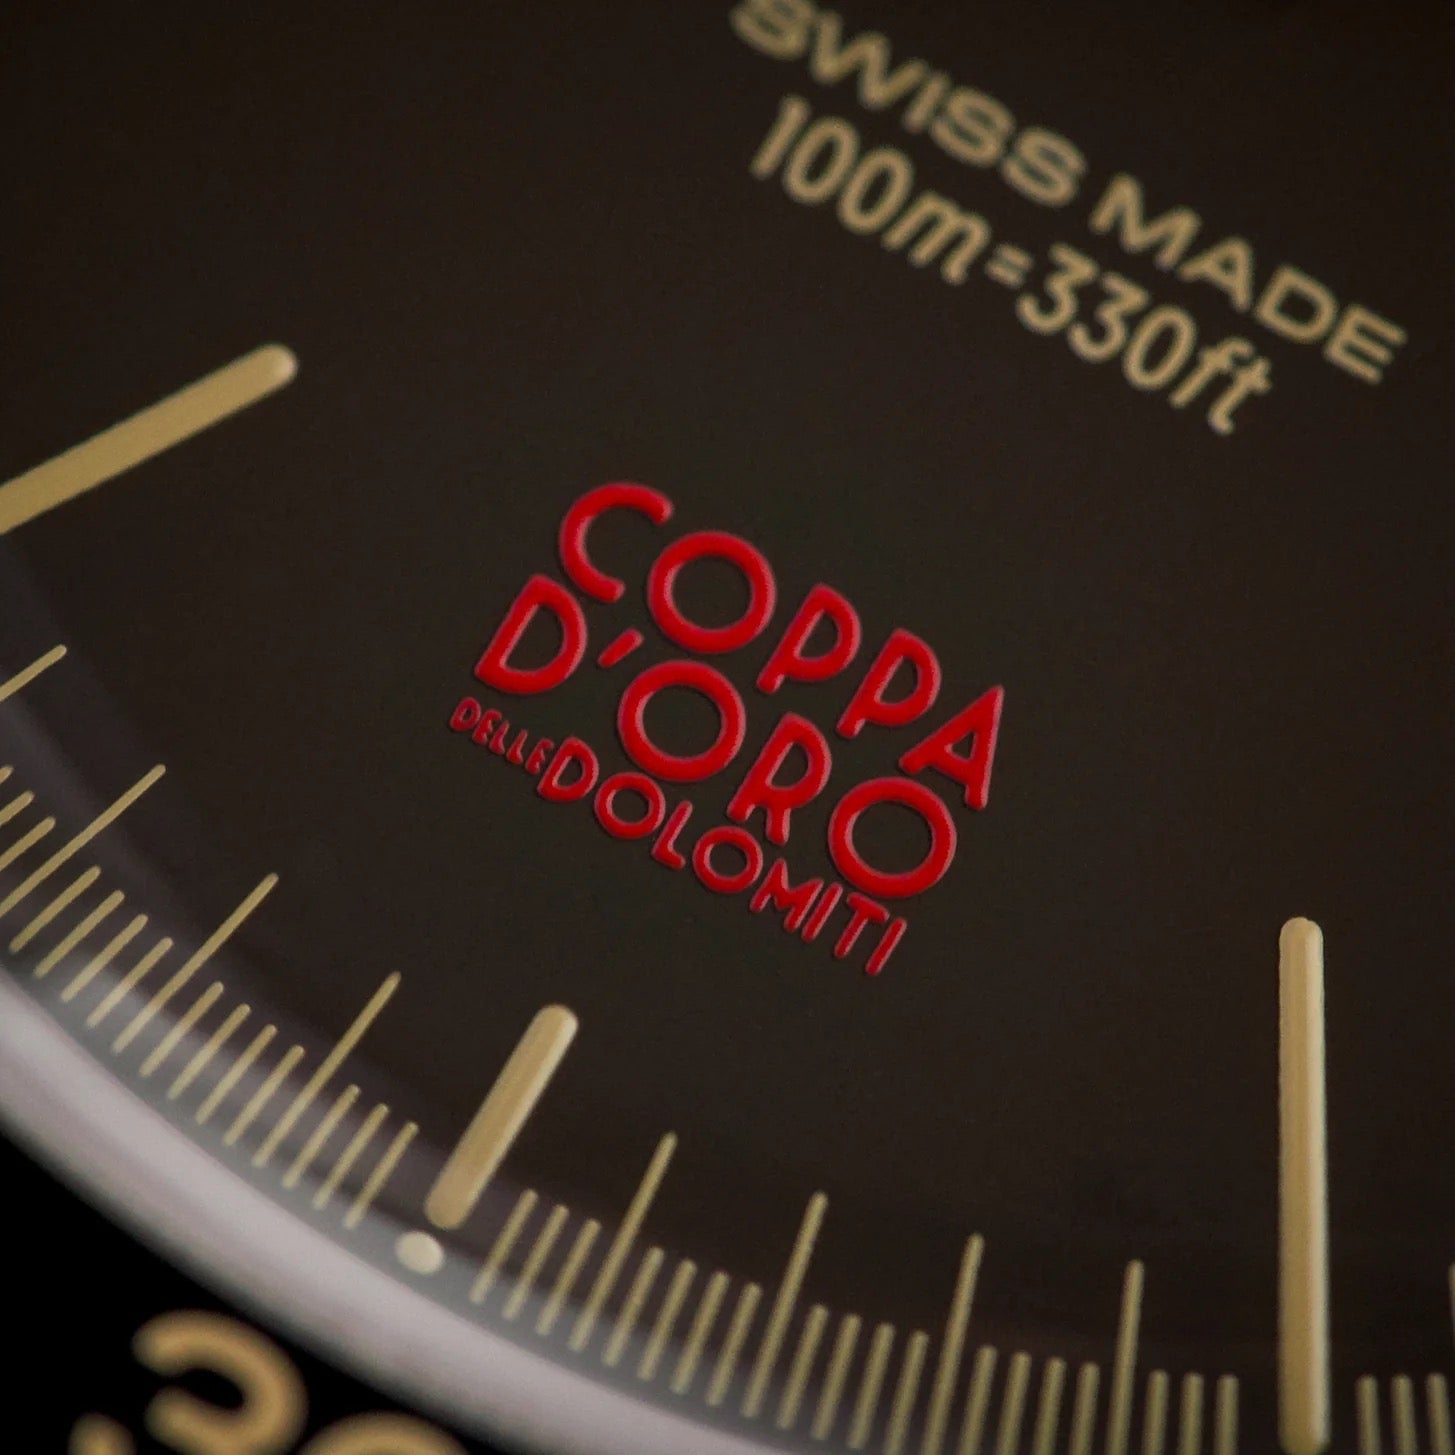 SWISS MADE
100m=330ft
COPPA
D'ORO
DELLE DOLOMITI